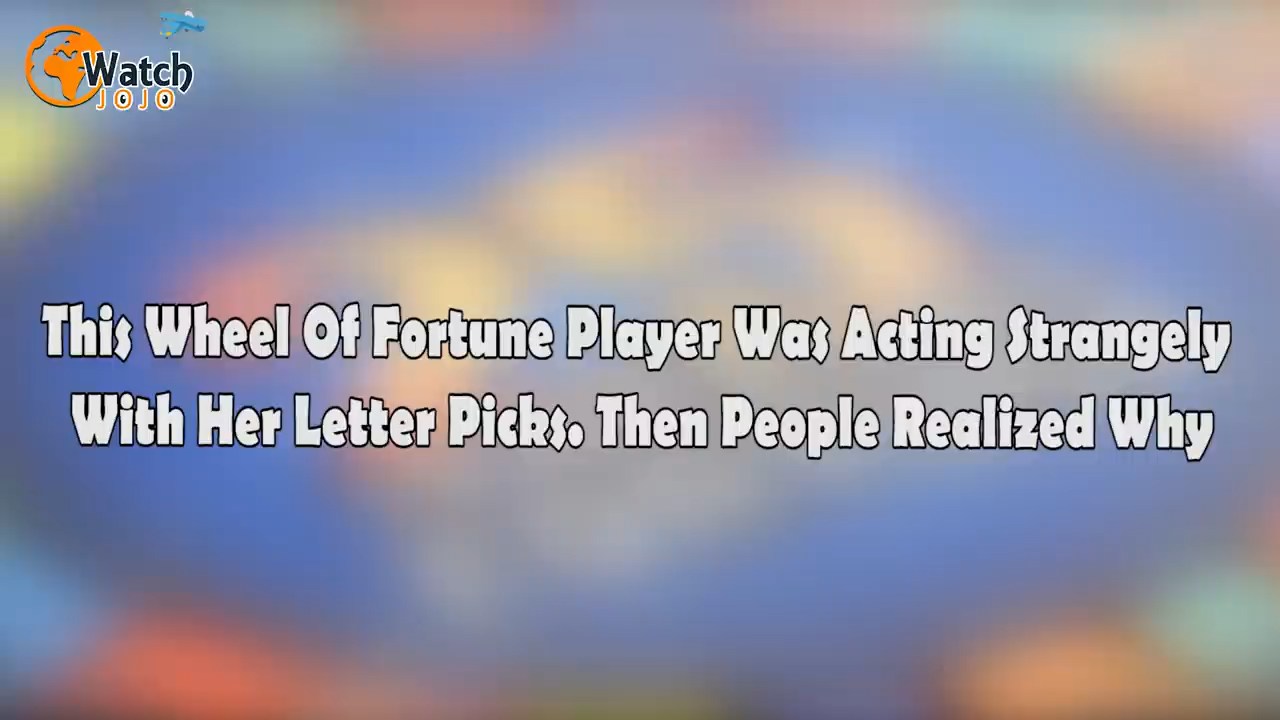 Watch
JOJO
This Wheel Of Fortune Player Was Acting Strangely
With Her Letter Picks. Then People Realized Why